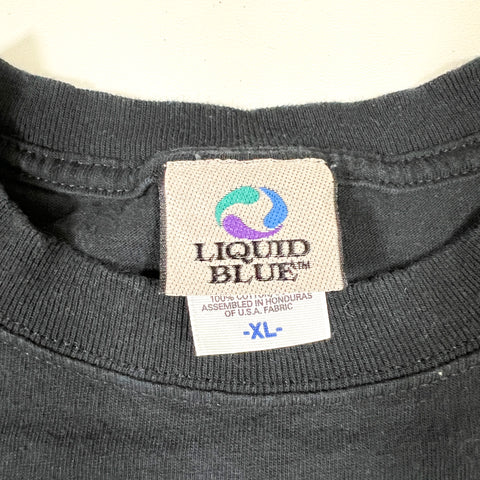 LIQUID
BLUE™
100% COTTON
ASSEMBLED IN HONDURAS
OF U.S.A. FABRIC
-XL-